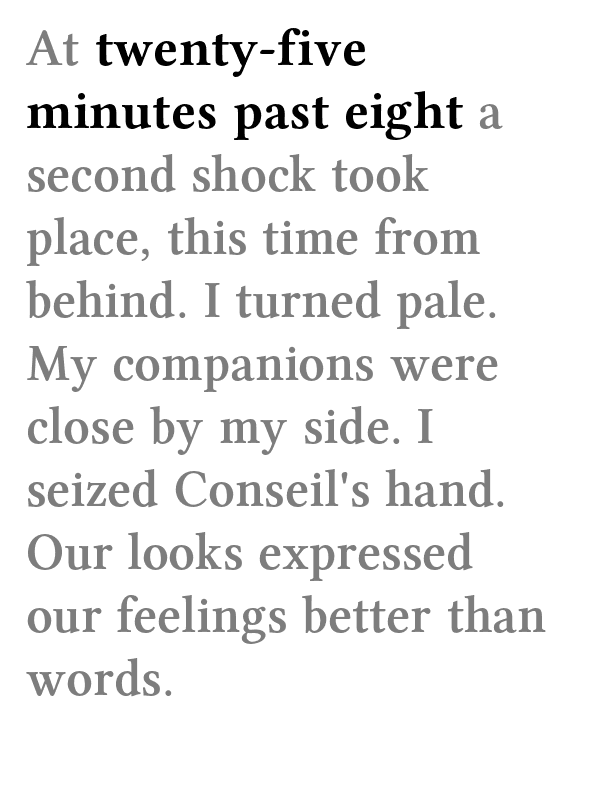 At twenty-five
minutes past eight a
second shock took
place, this time from
behind. I turned pale.
My companions were
close by my side. I
seized Conseil's hand.
Our looks expressed
our feelings better than
words.